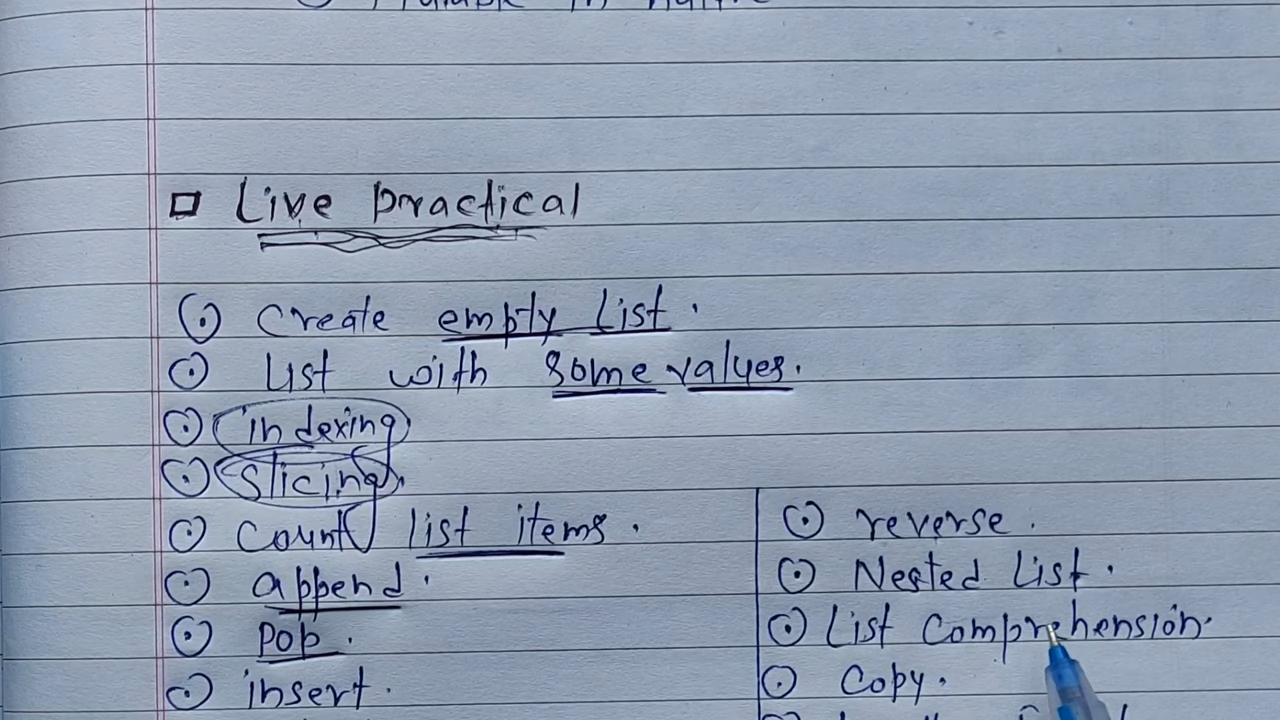 Live practical
Create empty list.
List with some values.
indexing
slicing.
Count list items.
append.
pop.
insert.
reverse.
Nested List.
List Comprehension.
Copy.